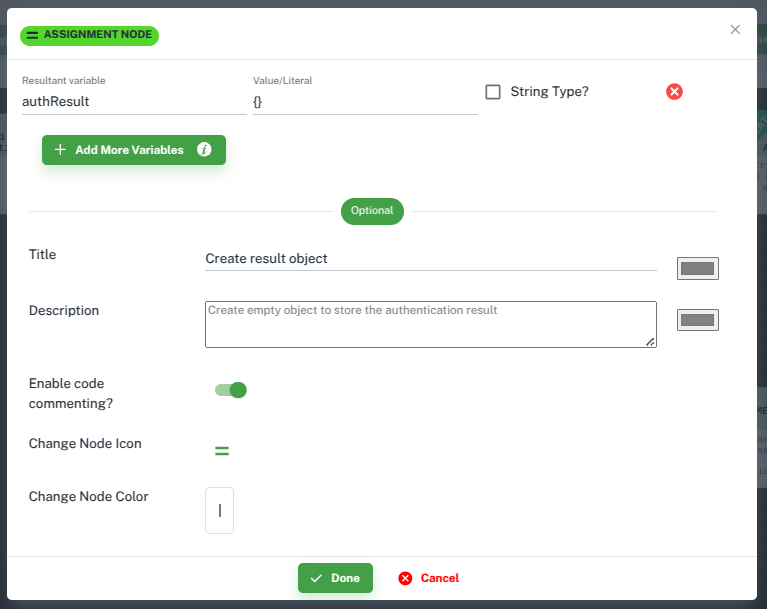 ASSIGNMENT NODE
Resultant variable
Value/Literal
authResult
{}
String Type?
Add More Variables
Optional
Title
Create result object
Description
Create empty object to store the authentication result
Enable code
commenting?
Change Node Icon
Change Node Color
Done
Cancel